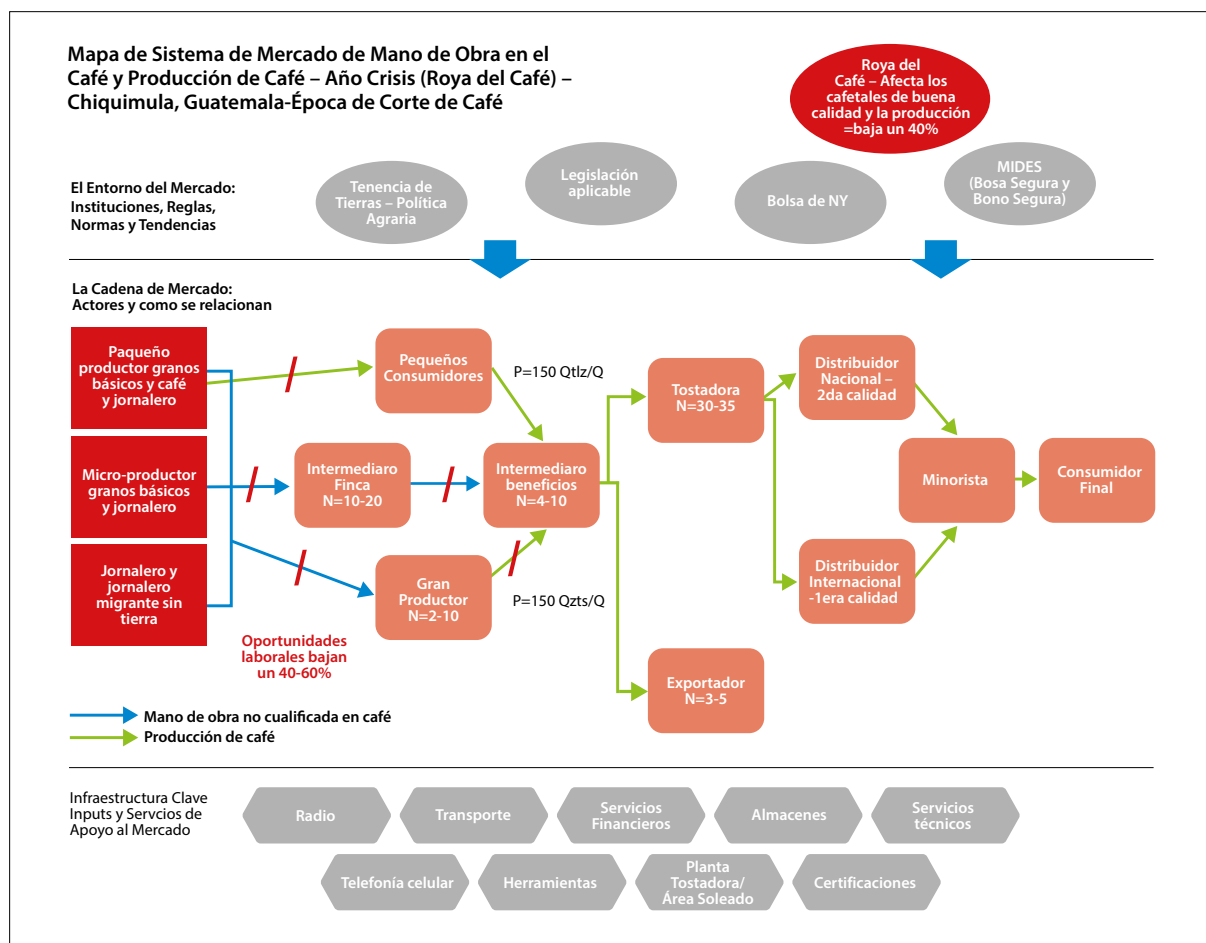 Mapa de Sistema de Mercado de Mano de Obra en el
Café y Producción de Café – Año Crisis (Roya del Café) –
Chiquimula, Guatemala-Época de Corte de Café
Roya del
Café – Afecta los
cafetales de buena
calidad y la producción
=baja un 40%
El Entorno del Mercado:
Instituciones, Reglas,
Normas y Tendencias
Tenencia de
Tierras – Política
Agraria
Legislación
aplicable
Bolsa de NY
MIDES
(Bosa Segura y
Bono Segura)
La Cadena de Mercado:
Actores y como se relacionan
Paqueño
productor granos
básicos y café
y jornalero
Micro-productor
granos básicos
y jornalero
Jornalero y
jornalero
migrante sin
tierra
Pequeños
Consumidores
Intermediaro
Finca
N=10-20
Gran
Productor
N=2-10
Oportunidades
laborales bajan
un 40-60%
P=150 Qtlz/Q
Intermediaro
beneficios
N=4-10
P=150 Qzts/Q
Tostadora
N=30-35
Exportador
N=3-5
Distribuidor
Nacional –
2da calidad
Distribuidor
Internacional
-1era calidad
Minorista
Consumidor
Final
Mano de obra no cualificada en café
Producción de café
Infraestructura Clave
Inputs y Servcios de
Apoyo al Mercado
Radio
Transporte
Servicios
Financieros
Almacenes
Servicios
técnicos
Telefonía celular
Herramientas
Planta
Tostadora/
Área Soleado
Certificaciones